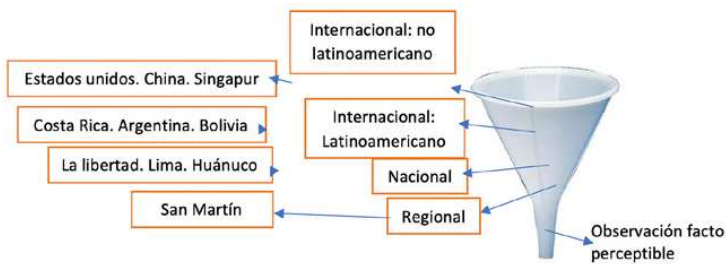 Internacional: no
latinoamericano
Estados unidos. China. Singapur
Costa Rica. Argentina. Bolivia
Internacional:
Latinoamericano
La libertad. Lima. Huánuco
Nacional
San Martín
Regional
Observación facto
perceptible